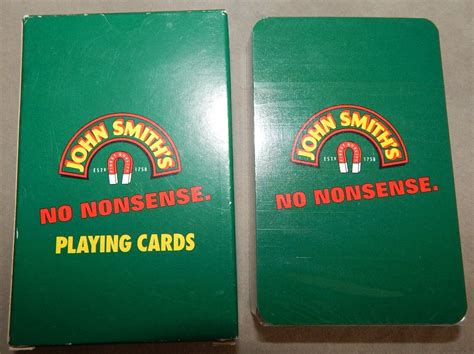 JOHN SMITH'S
ESTD 1758
NO NONSENSE.
PLAYING CARDS
JOHN SMITH'S
ESTD 1758
NO NONSENSE.